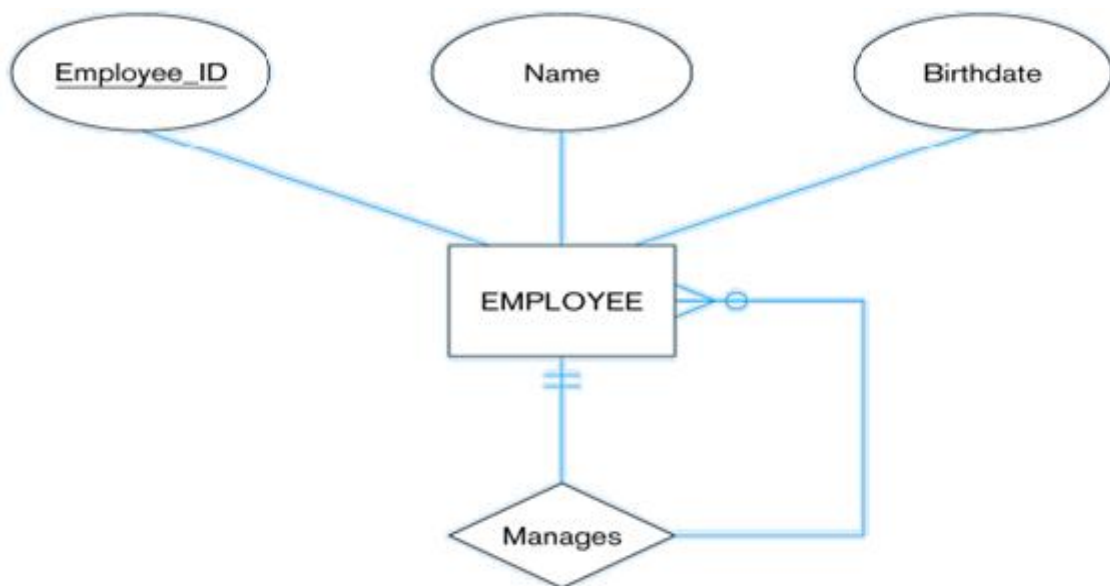 Employee_ID
Name
Birthdate
EMPLOYEE
Manages